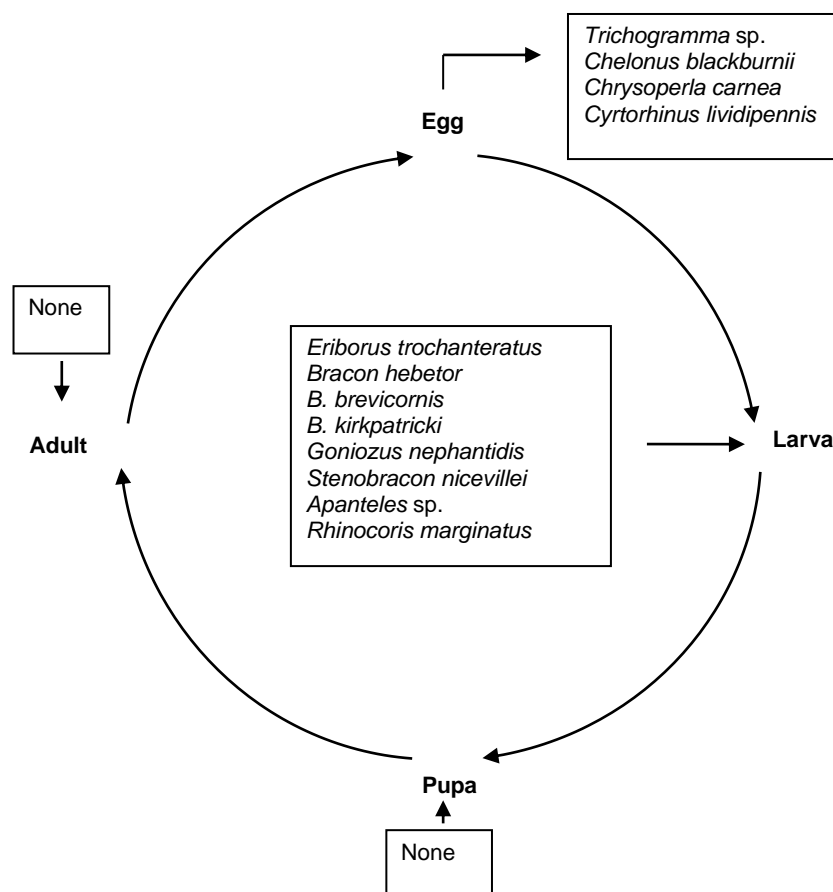 Trichogramma sp.
Chelonus blackburnii
Chrysoperla carnea
Cyrtorhinus lividipennis
Egg
None
Adult
Eriborus trochanteratus
Bracon hebetor
B. brevicornis
B. kirkpatricki
Goniozus nephantidis
Stenobracon nicevillei
Apanteles sp.
Rhinocoris marginatus
Larva
Pupa
None